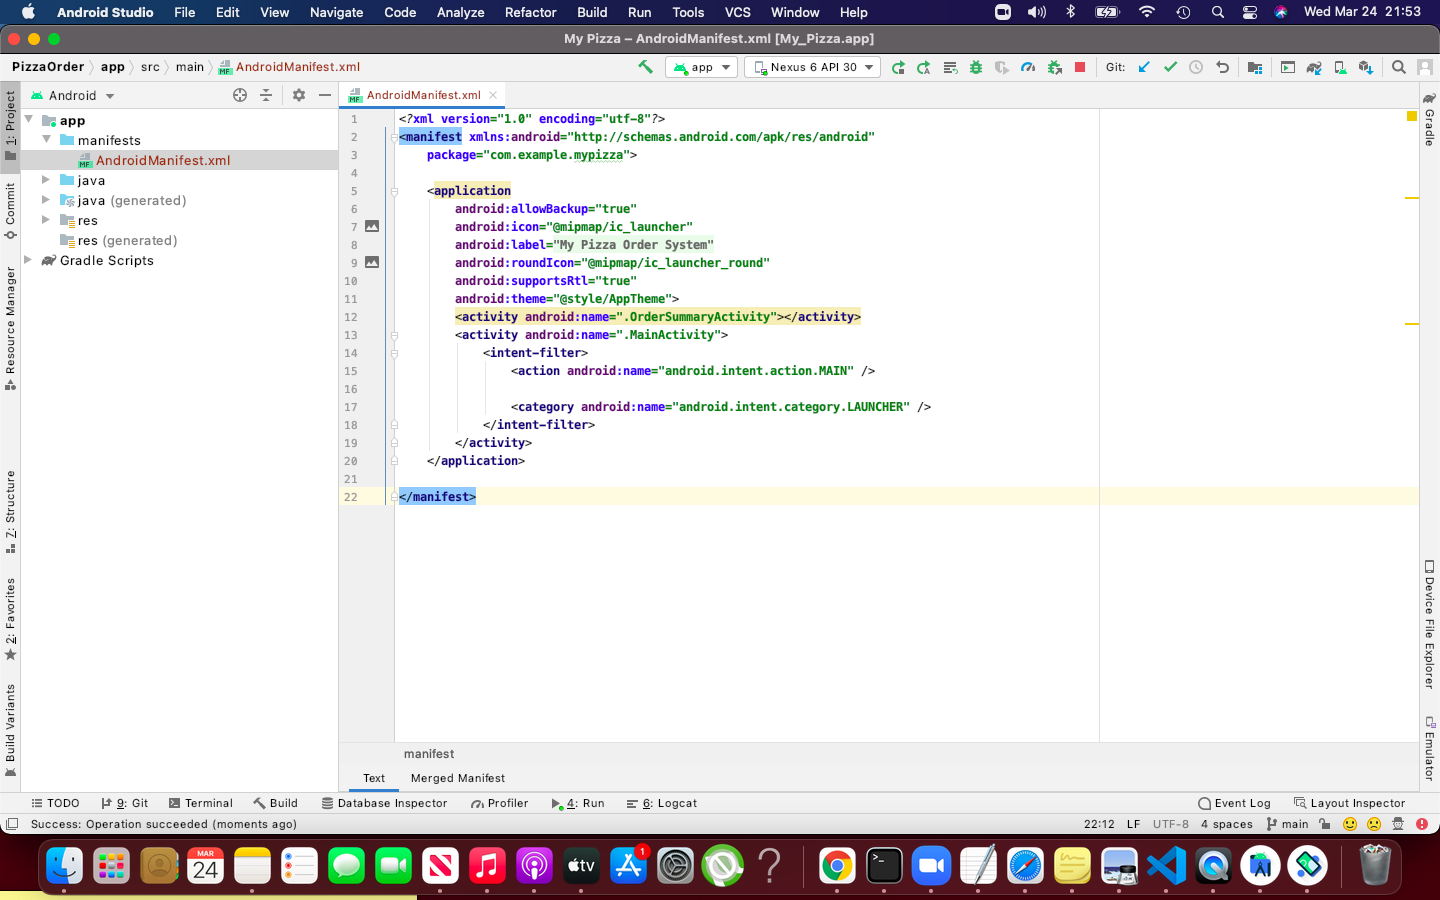 Android Studio File Edit View Navigate Code Analyze Refactor Build Run Tools VCS Window Help Wed Mar 24 21:53
My Pizza – AndroidManifest.xml [My_Pizza.app]
PizzaOrder app src main AndroidManifest.xml app Nexus 6 API 30 Git:
Android
AndroidManifest.xml
app
manifests
AndroidManifest.xml
java
java (generated)
res
res (generated)
Gradle Scripts
1: Project
Commit
Resource Manager
Z: Structure
2: Favorites
Build Variants
1 <?xml version="1.0" encoding="utf-8"?>
2 <manifest xmlns:android="http://schemas.android.com/apk/res/android"
3 package="com.example.mypizza">
4
5 <application
6 android:allowBackup="true"
7 android:icon="@mipmap/ic_launcher"
8 android:label="My Pizza Order System"
9 android:roundIcon="@mipmap/ic_launcher_round"
10 android:supportsRtl="true"
11 android:theme="@style/AppTheme">
12 <activity android:name=".OrderSummaryActivity"></activity>
13 <activity android:name=".MainActivity">
14 <intent-filter>
15 <action android:name="android.intent.action.MAIN" />
16
17 <category android:name="android.intent.category.LAUNCHER" />
18 </intent-filter>
19 </activity>
20 </application>
21
22 </manifest>
Gradle
Device File Explorer
Emulator
manifest
Text Merged Manifest
TODO 9: Git Terminal Build Database Inspector Profiler 4: Run 6: Logcat Event Log Layout Inspector
Success: Operation succeeded (moments ago) 22:12 LF UTF-8 4 spaces main
MAR
24
tv
1